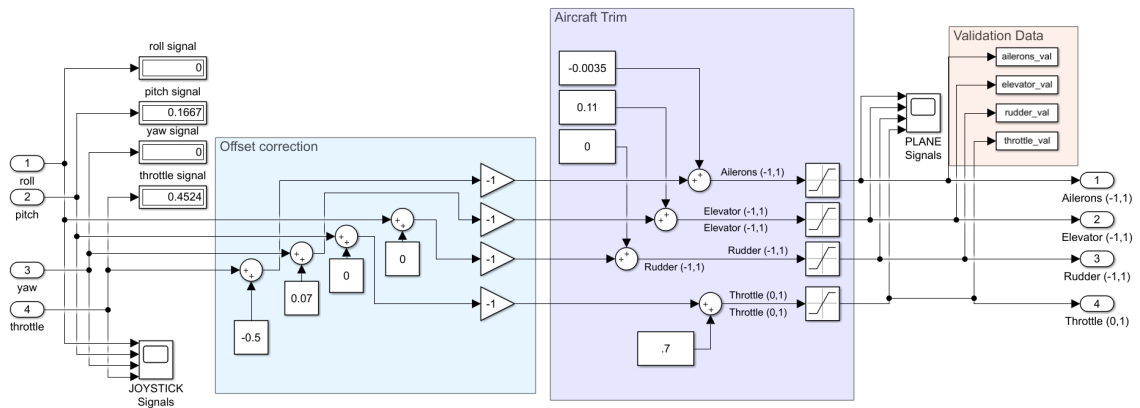 roll signal
0
pitch signal
0.1667
yaw signal
0
throttle signal
0.4524
1
roll
2
pitch
3
yaw
4
throttle
JOYSTICK
Signals
Offset correction
-0.5
0.07
0
0
-1
-1
-1
-1
+
+
+
+
+
+
+
+
Aircraft Trim
-0.0035
0.11
0
.7
+
+
+
+
+
+
+
+
Ailerons (-1,1)
Elevator (-1,1)
Elevator (-1,1)
Rudder (-1,1)
Rudder (-1,1)
Throttle (0,1)
Throttle (0,1)
PLANE
Signals
Validation Data
ailerons_val
elevator_val
rudder_val
throttle_val
1
Ailerons (-1,1)
2
Elevator (-1,1)
3
Rudder (-1,1)
4
Throttle (0,1)